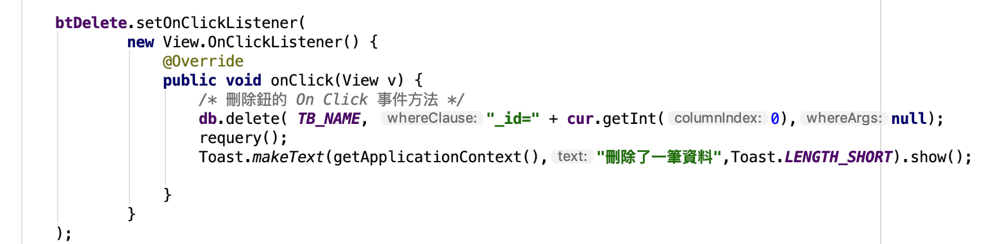 btDelete.setOnClickListener(
new View.OnClickListener() {
@Override
public void onClick(View v) {
/* 刪除鈕的 On Click 事件方法 */
db.delete( TB_NAME, whereClause: "_id=" + cur.getInt( columnIndex: 0), whereArgs: null);
requery();
Toast.makeText(getApplicationContext(), text: "刪除了一筆資料",Toast.LENGTH_SHORT).show();
}
}
);